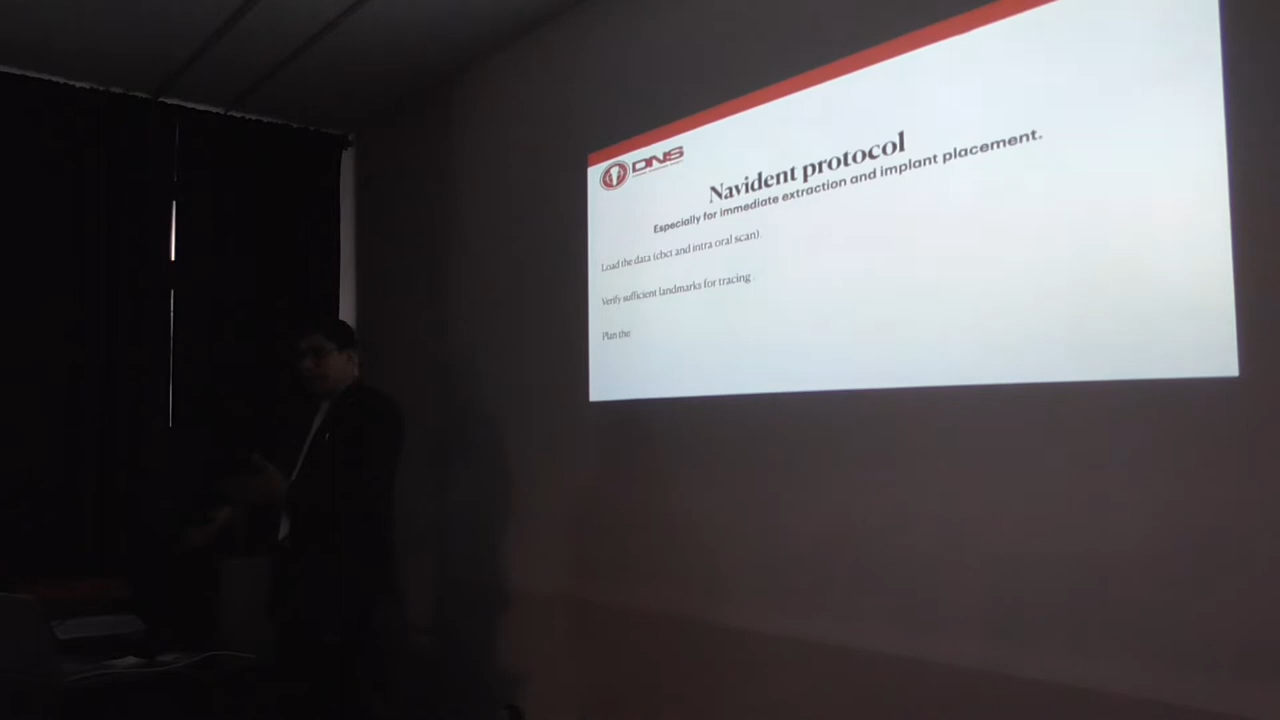 DNS
Navident protocol
Especially for immediate extraction and implant placement.
Load the data (cbct and intra oral scan).
Verify sufficient landmarks for tracing
Plan the